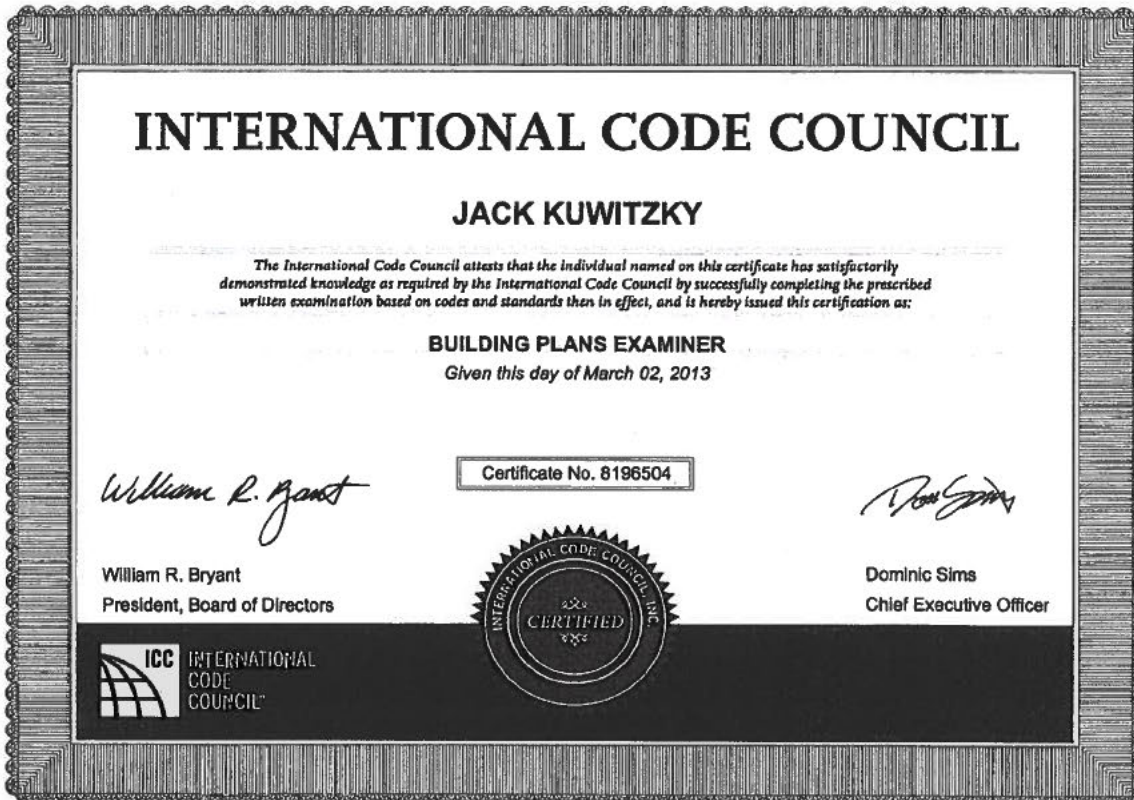 INTERNATIONAL CODE COUNCIL
JACK KUWITZKY
The International Code Council attests that the individual named on this certificate has satisfactorily
demonstrated knowledge as required by the International Code Council by successfully completing the prescribed
written examination based on codes and standards then in effect, and is hereby issued this certification as:
BUILDING PLANS EXAMINER
Given this day of March 02, 2013
Certificate No. 8196504
William R. Bryant
William R. Bryant
President, Board of Directors
Dom Sims
Dominic Sims
Chief Executive Officer
INTERNATIONAL CODE COUNCIL, INC.
CERTIFIED
ICC INTERNATIONAL
CODE
COUNCIL